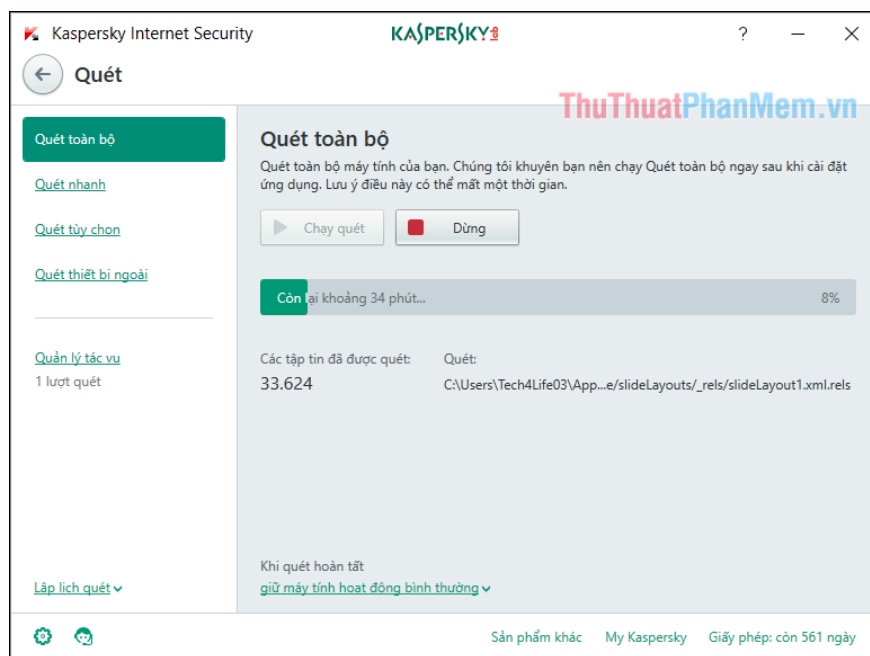 Kaspersky Internet Security
KASPERSKY
?
Quét
ThuThuatPhanMem.vn
Quét toàn bộ
Quét nhanh
Quét tùy chọn
Quét thiết bị ngoài
Quản lý tác vụ
1 lượt quét
Lập lịch quét
Quét toàn bộ
Quét toàn bộ máy tính của bạn. Chúng tôi khuyên bạn nên chạy Quét toàn bộ ngay sau khi cài đặt
ứng dụng. Lưu ý điều này có thể mất một thời gian.
Chạy quét
Dừng
Còn lại khoảng 34 phút...
8%
Các tập tin đã được quét:
33.624
Quét:
C:\Users\Tech4Life03\App...e/slideLayouts/_rels/slideLayout1.xml.rels
Khi quét hoàn tất
giữ máy tính hoạt động bình thường
Sản phẩm khác
My Kaspersky
Giấy phép: còn 561 ngày